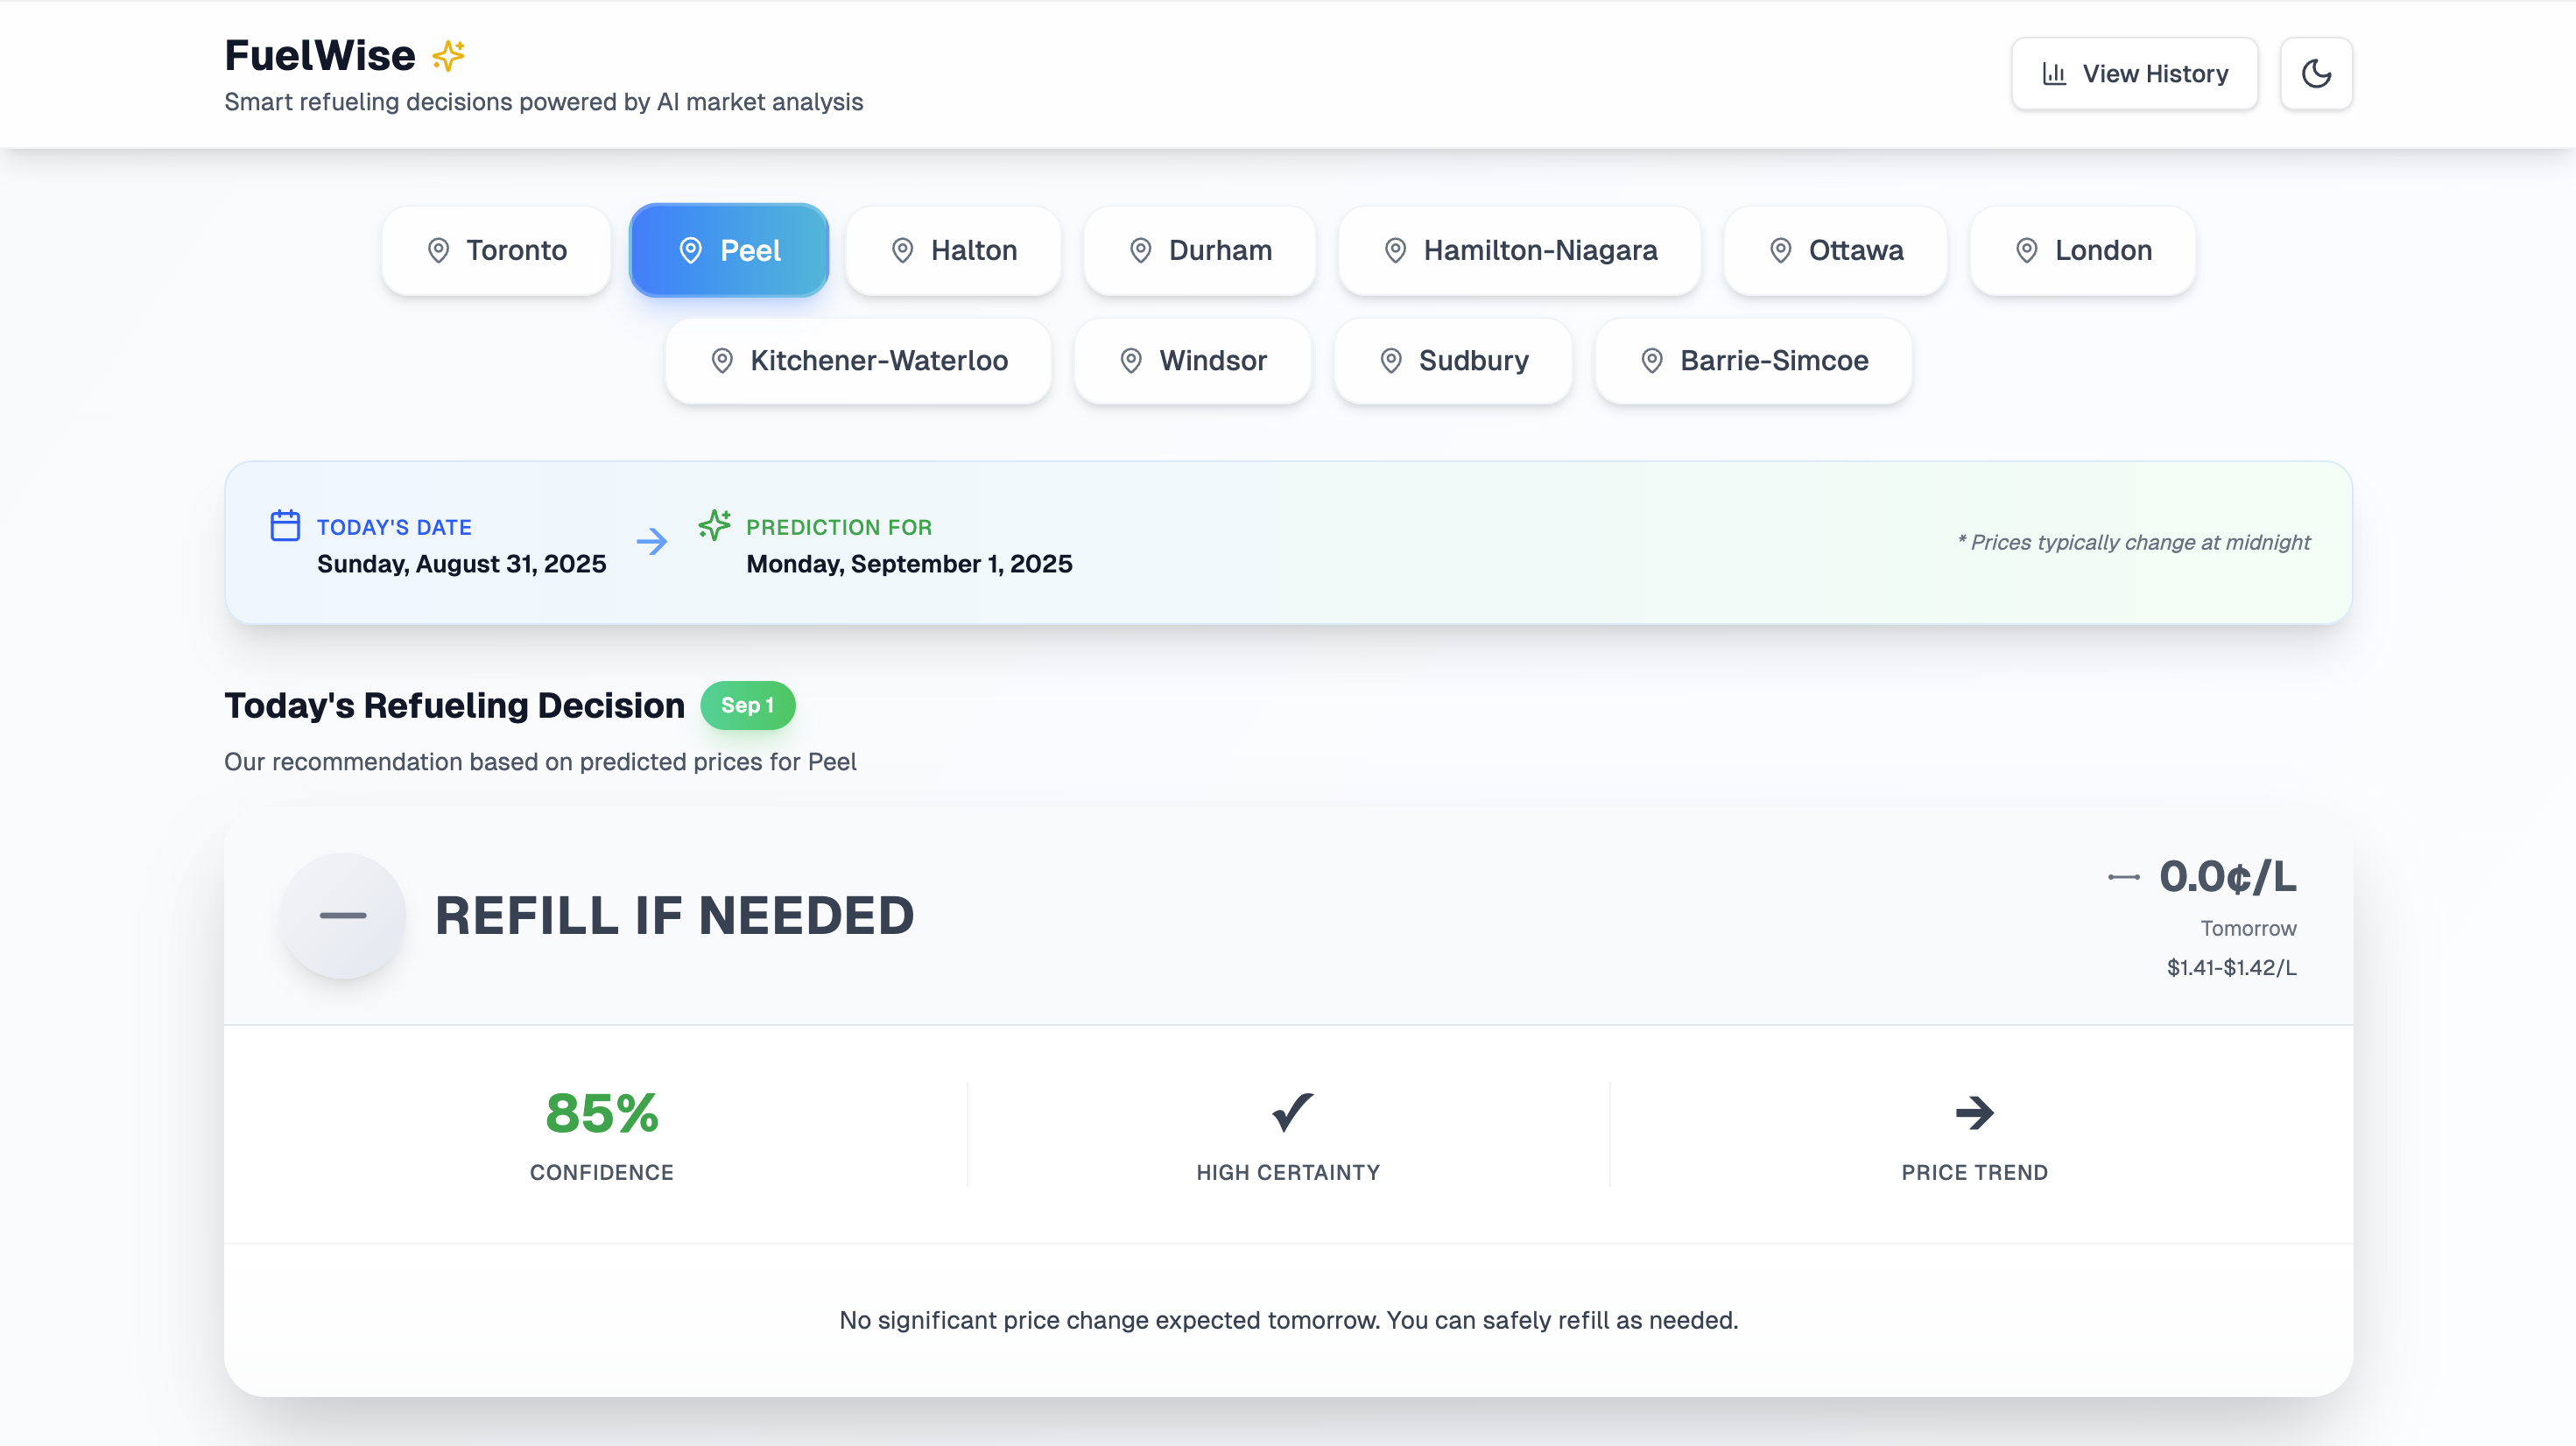 FuelWise
Smart refueling decisions powered by AI market analysis
View History
Toronto
Peel
Halton
Durham
Hamilton-Niagara
Ottawa
London
Kitchener-Waterloo
Windsor
Sudbury
Barrie-Simcoe
TODAY'S DATE
Sunday, August 31, 2025
PREDICTION FOR
Monday, September 1, 2025
* Prices typically change at midnight
Today's Refueling Decision
Sep 1
Our recommendation based on predicted prices for Peel
REFILL IF NEEDED
0.0¢/L
Tomorrow
$1.41-$1.42/L
85%
CONFIDENCE
HIGH CERTAINTY
PRICE TREND
No significant price change expected tomorrow. You can safely refill as needed.